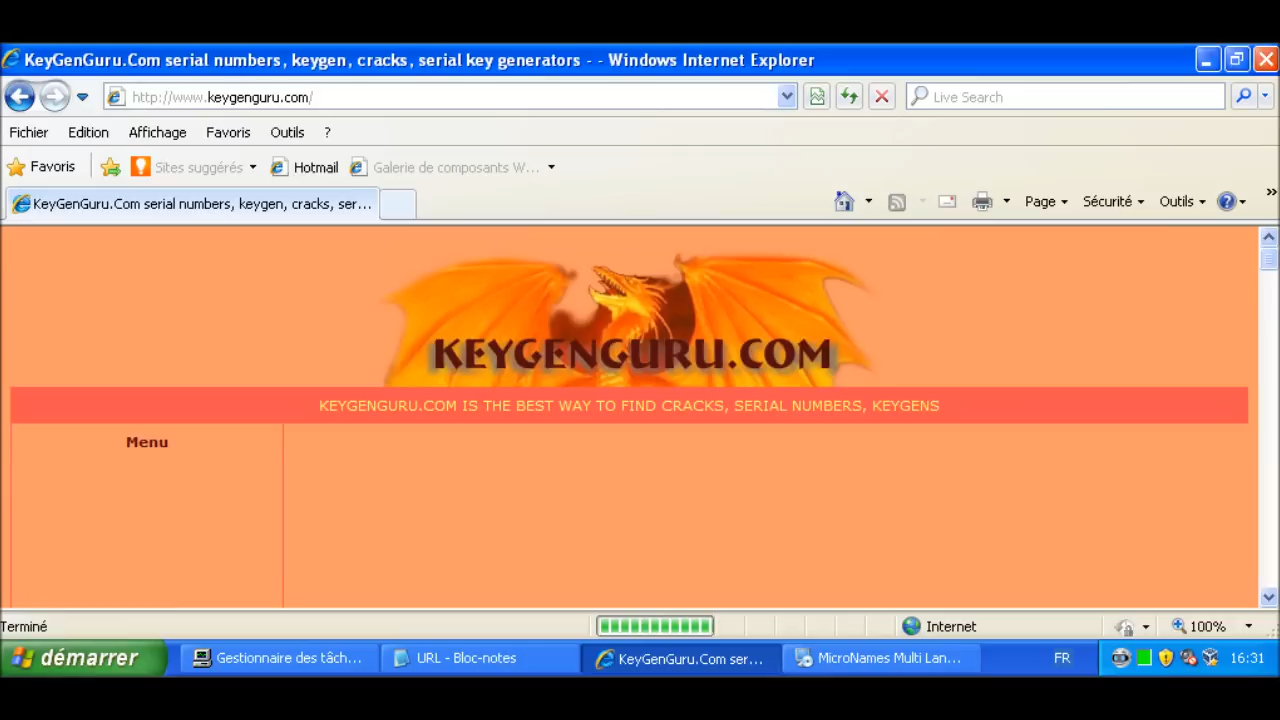 KeyGenGuru.Com serial numbers, keygen, cracks, serial key generators - - Windows Internet Explorer
http://www.keygenguru.com/
Live Search
Fichier Edition Affichage Favoris Outils ?
Favoris Sites suggérés Hotmail Galerie de composants W...
KeyGenGuru.Com serial numbers, keygen, cracks, ser... Page Sécurité Outils
KEYGENGURU.COM
KEYGENGURU.COM IS THE BEST WAY TO FIND CRACKS, SERIAL NUMBERS, KEYGENS
Menu
Terminé Internet 100%
démarrer Gestionnaire des tâch... URL - Bloc-notes KeyGenGuru.Com ser... MicroNames Multi Lan... FR 16:31